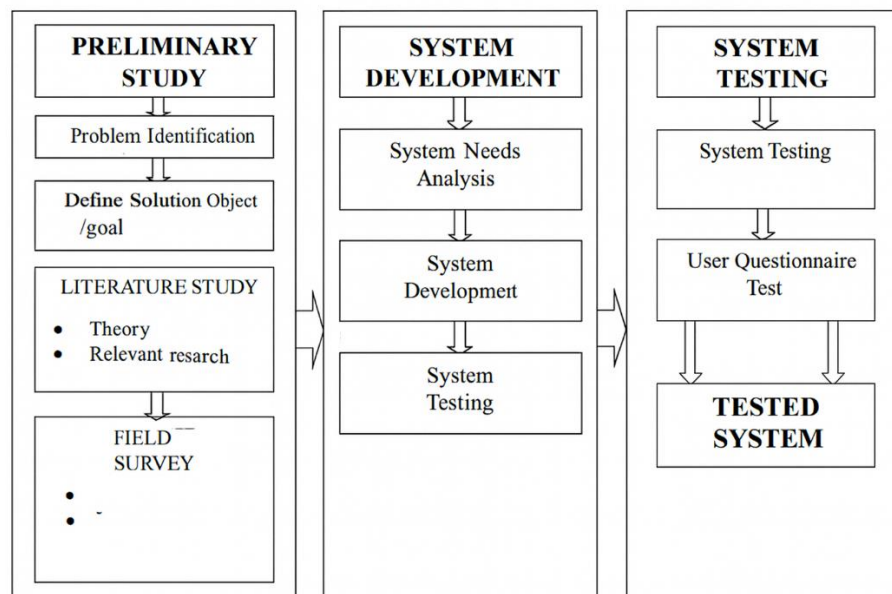 PRELIMINARY
STUDY
Problem Identification
Define Solution Object
/goal
LITERATURE STUDY
• Theory
• Relevant resarch
FIELD
SURVEY
•
•
SYSTEM
DEVELOPMENT
System Needs
Analysis
System
Development
System
Testing
SYSTEM
TESTING
System Testing
User Questionnaire
Test
TESTED
SYSTEM